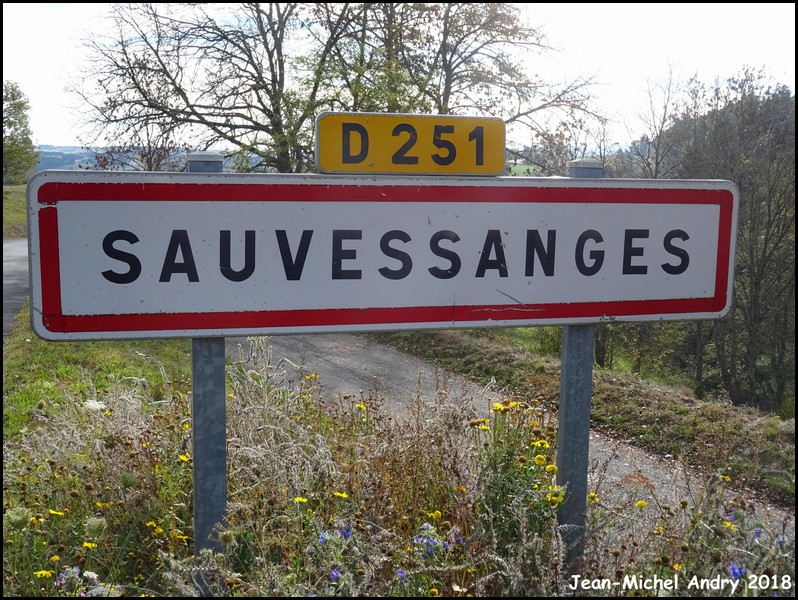 D 251
SAUVESSANGES
Jean-Michel Andry 2018